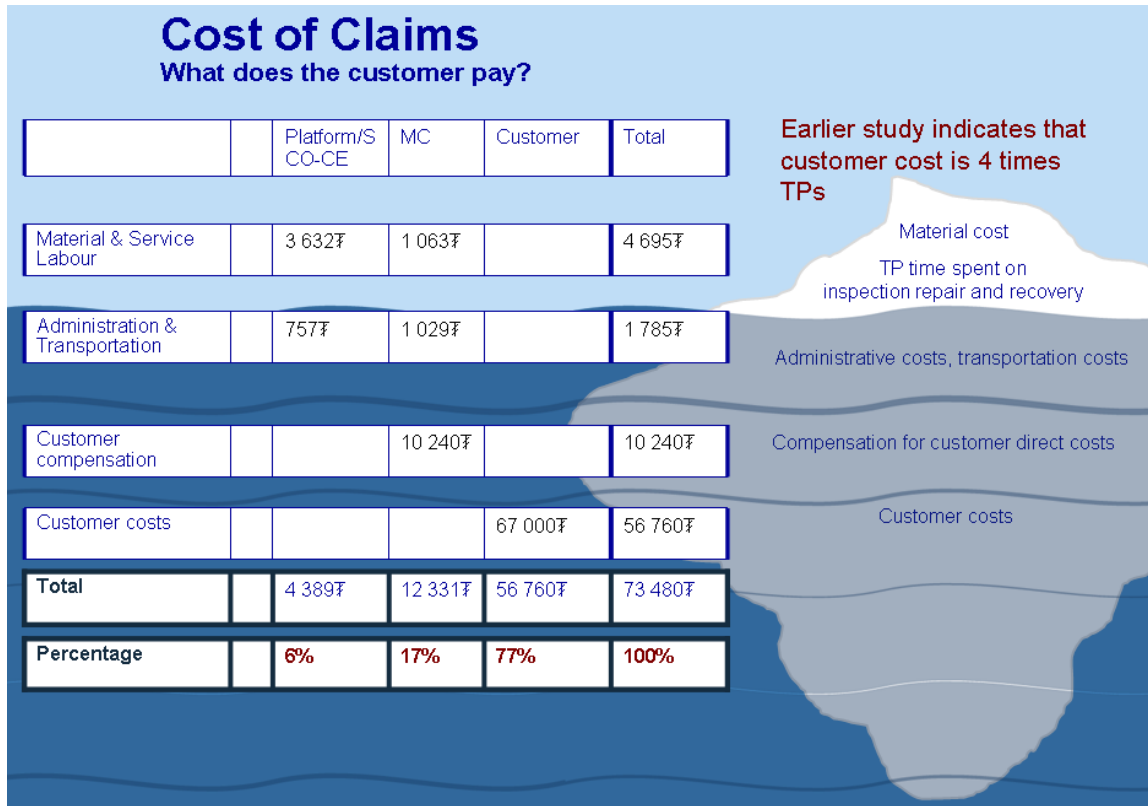 Cost of Claims
What does the customer pay?
Platform/S
CO-CE
MC
Customer
Total
Earlier study indicates that
customer cost is 4 times
TPs
Material & Service
Labour
3 632₮
1 063₮
4 695₮
Material cost
TP time spent on
inspection repair and recovery
Administration &
Transportation
757₮
1 029₮
1 785₮
Administrative costs, transportation costs
Customer
compensation
10 240₮
10 240₮
Compensation for customer direct costs
Customer costs
67 000₮
56 760₮
Customer costs
Total
4 389₮
12 331₮
56 760₮
73 480₮
Percentage
6%
17%
77%
100%